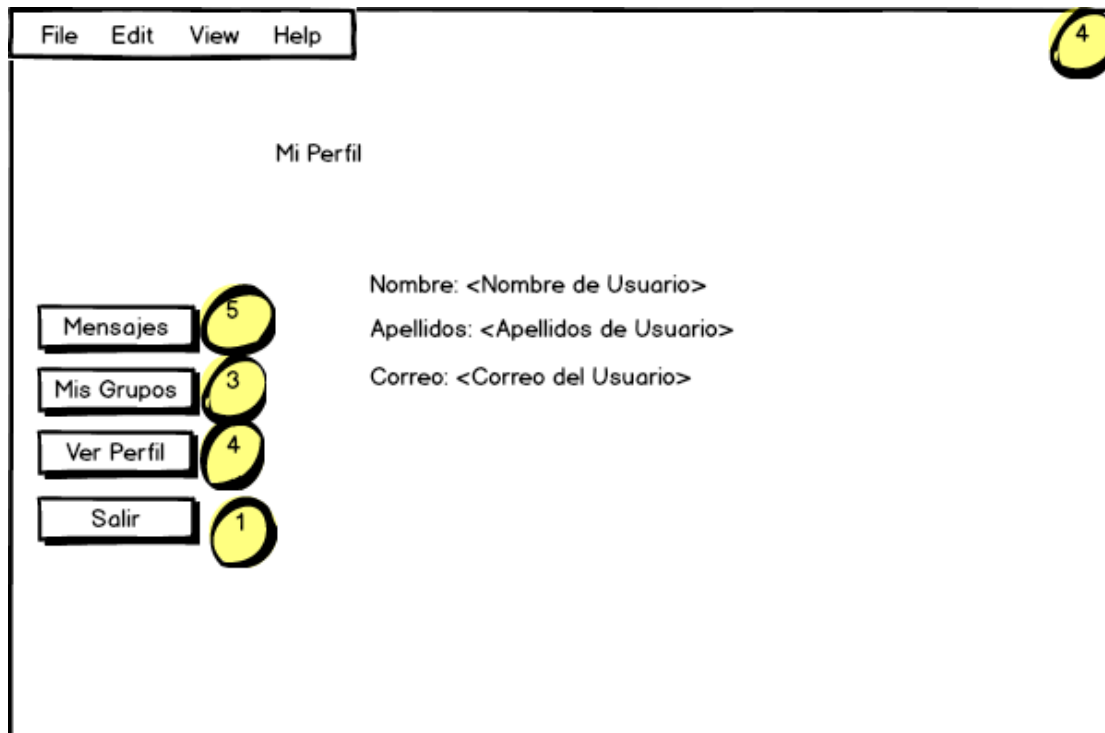 File Edit View Help
4
Mi Perfil
Nombre: <Nombre de Usuario>
Mensajes 5
Apellidos: <Apellidos de Usuario>
Mis Grupos 3
Correo: <Correo del Usuario>
Ver Perfil 4
Salir 1